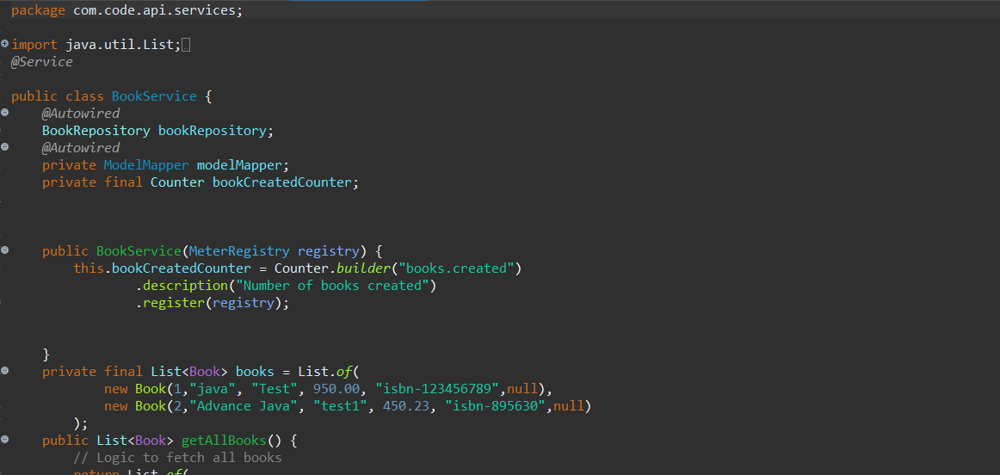 package com.code.api.services;
import java.util.List;
@Service
public class BookService {
@Autowired
BookRepository bookRepository;
@Autowired
private ModelMapper modelMapper;
private final Counter bookCreatedCounter;
public BookService(MeterRegistry registry) {
this.bookCreatedCounter = Counter.builder("books.created")
.description("Number of books created")
.register(registry);
}
private final List<Book> books = List.of(
new Book(1,"java", "Test", 950.00, "isbn-123456789",null),
new Book(2,"Advance Java", "test1", 450.23, "isbn-895630",null)
);
public List<Book> getAllBooks() {
// Logic to fetch all books
return List.of(